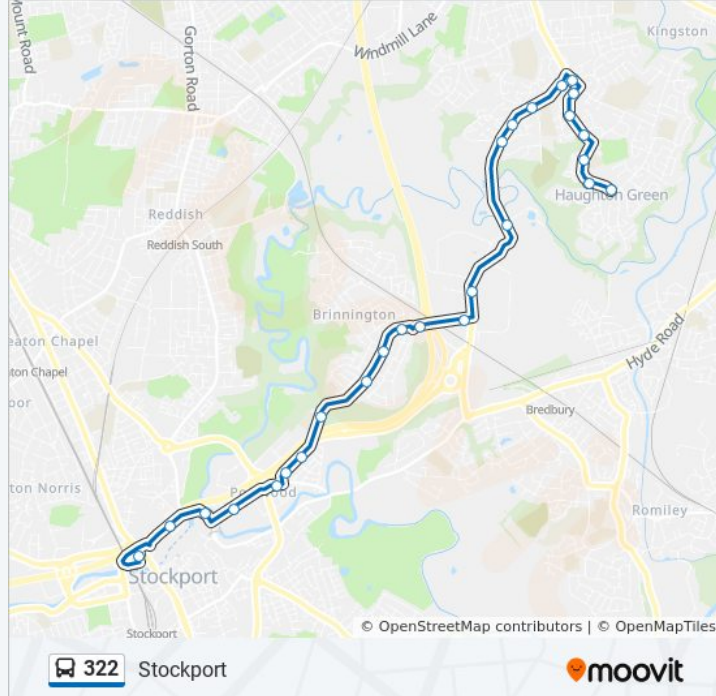 Mount Road
Gorton Road
Windmill Lane
Kingston
Haughton Green
Reddish
Reddish South
Brinnington
Hyde Road
eaton Chapel
aton Chapel
oor
Bredbury
ton Norris
Portwood
Romiley
Stockport
Stockport
© OpenStreetMap contributors | © OpenMapTiles
322 Stockport
moovit